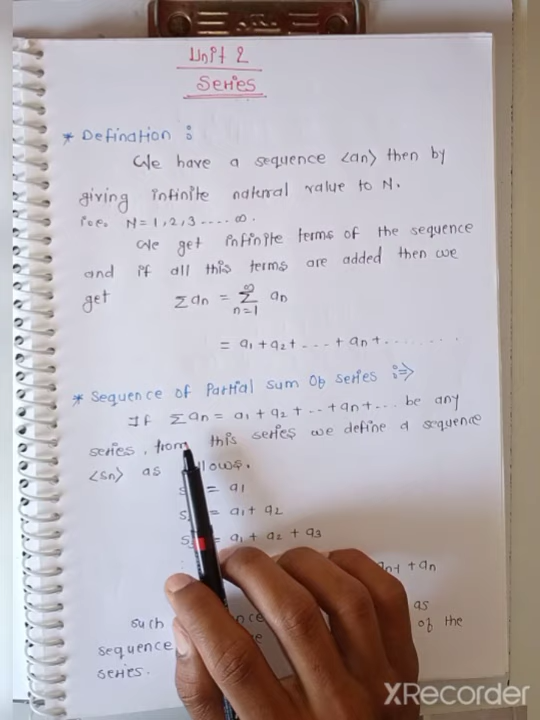 Unit 2
Series
* Defination :
We have a sequence <an> then by
giving infinite natural value to N.
i.e. N = 1, 2, 3 ..... ∞.
We get infinite terms of the sequence
and if all this terms are added then we
get Σan = ∞Σn=1 an
= a1 + a2 + ... + an + ........
* Sequence of Partial sum Of series :⇒
If Σan = a1 + a2 + .. + an + ... be any
series, from this series we define a sequence
<sn> as
= a1
= a1 + a2
= a1 + a2 + a3
+ an
such as
sequence of the
series.
XRecorder